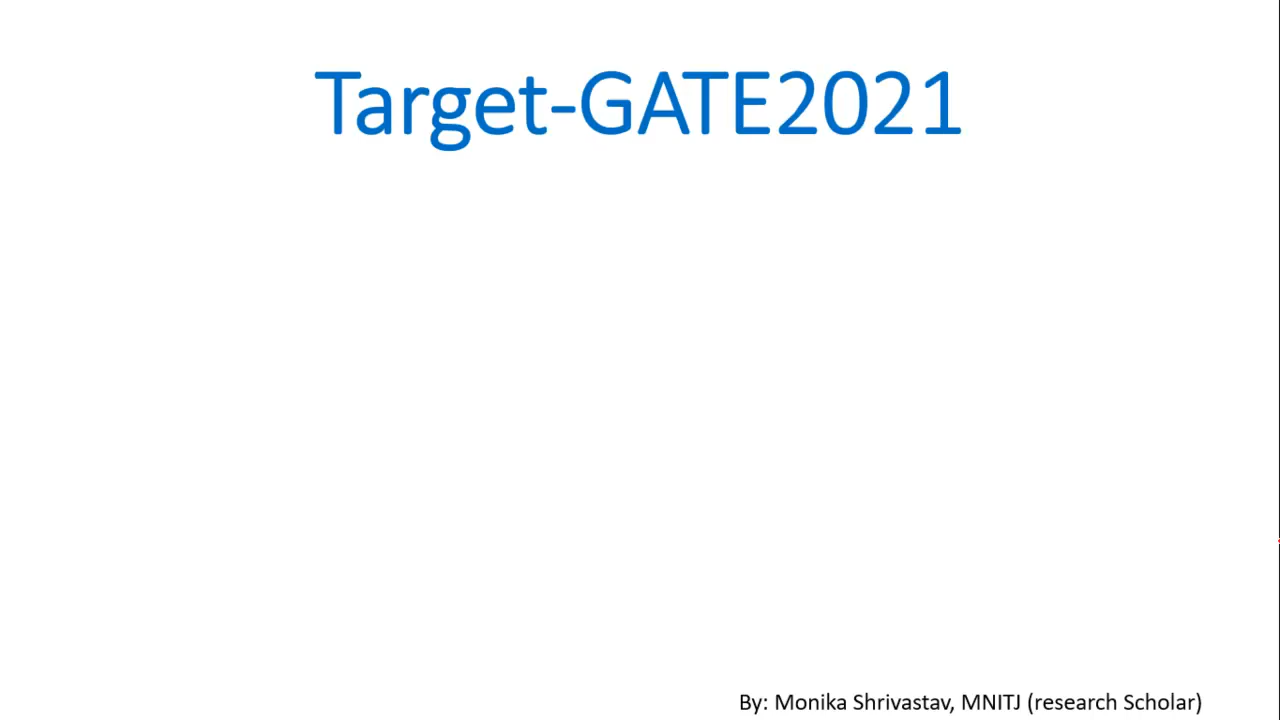 Target-GATE2021
By: Monika Shrivastav, MNITJ (research Scholar)